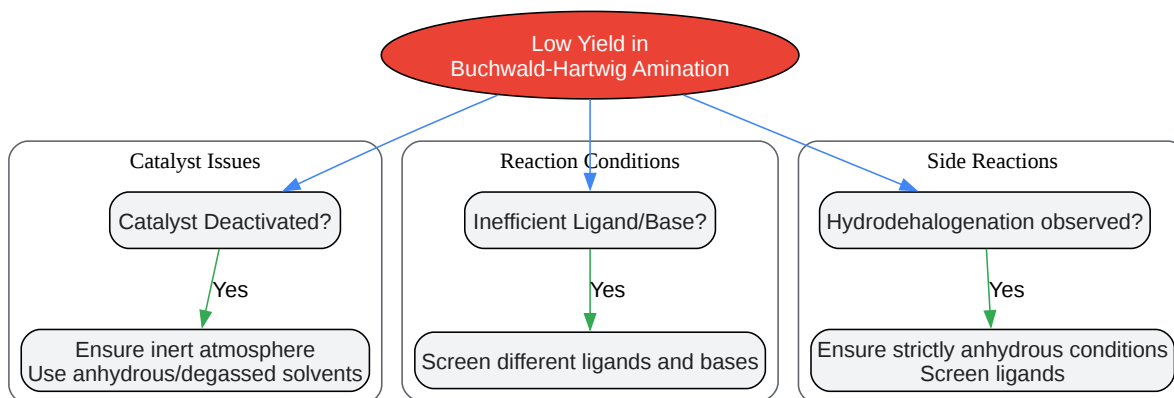 Low Yield in
Buchwald-Hartwig Amination
Catalyst Issues
Reaction Conditions
Side Reactions
Catalyst Deactivated?
Inefficient Ligand/Base?
Hydrodehalogenation observed?
Yes
Yes
Yes
Ensure inert atmosphere
Use anhydrous/degassed solvents
Screen different ligands and bases
Ensure strictly anhydrous conditions
Screen ligands